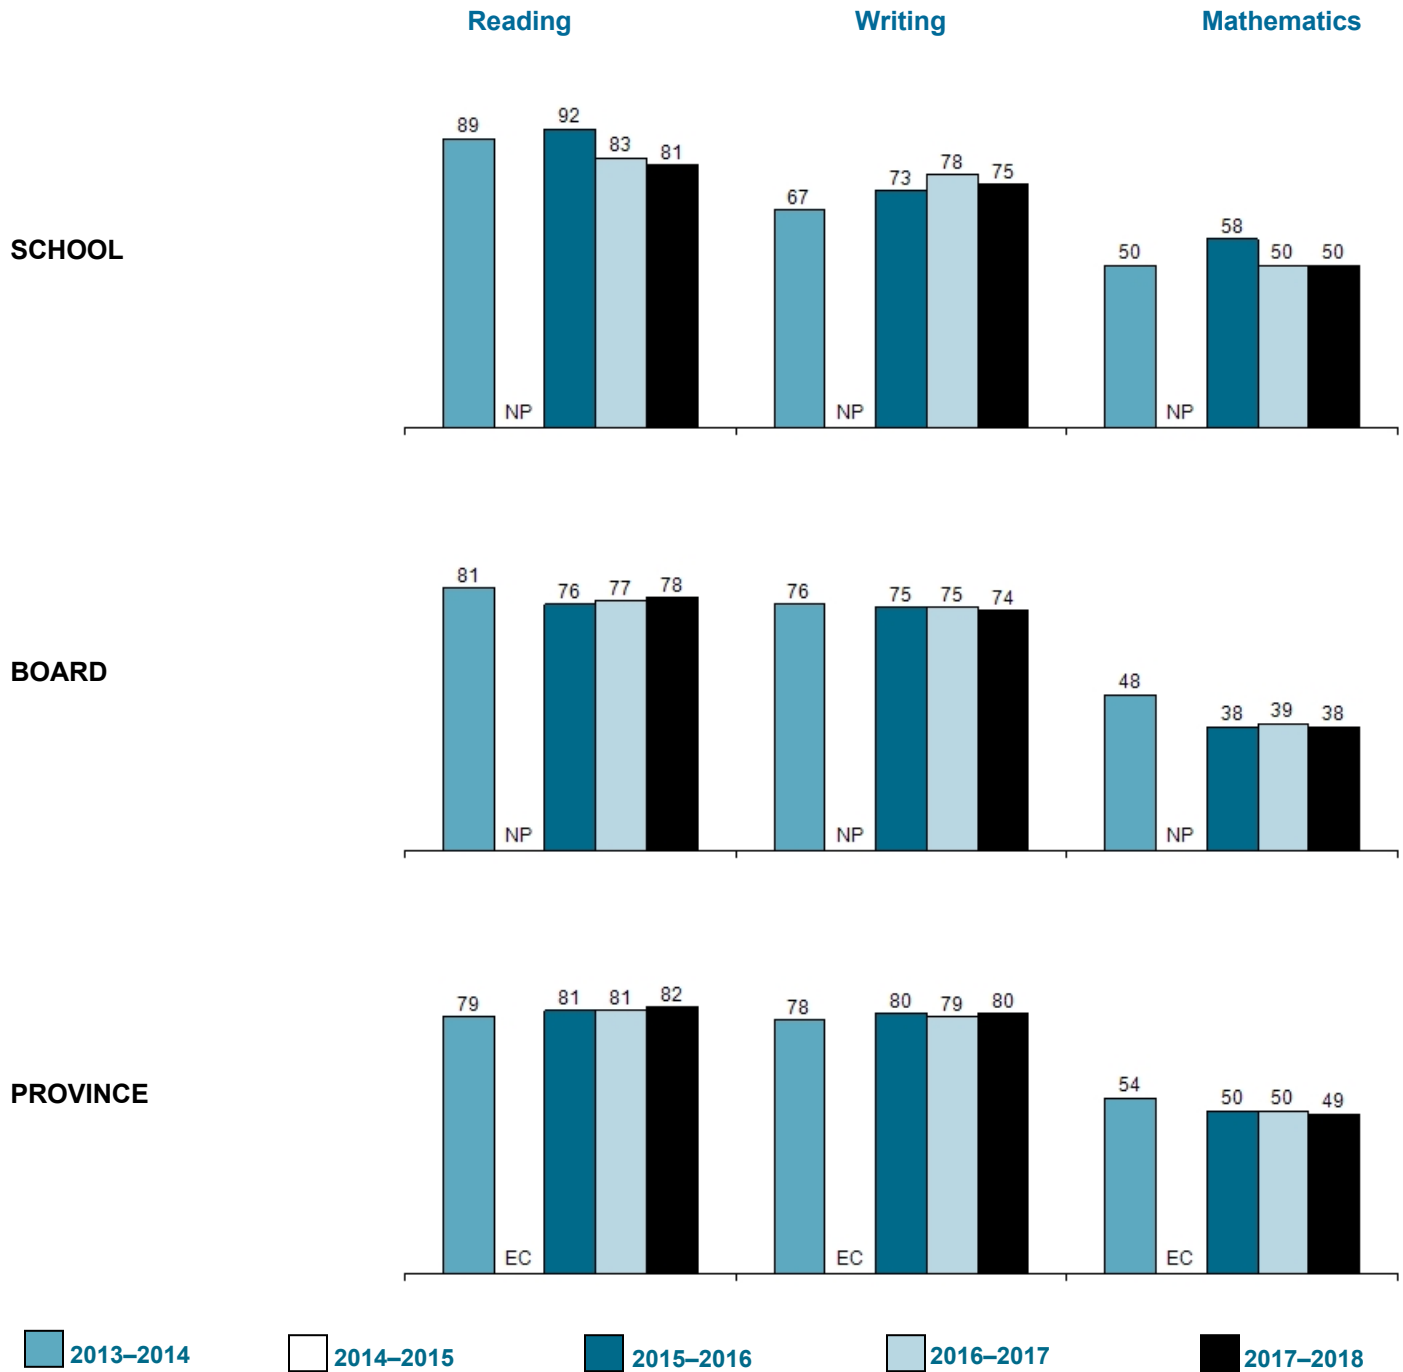 Reading Writing Mathematics
SCHOOL
89 NP 92 83 81 67 NP 73 78 75 50 NP 58 50 50
BOARD
81 NP 76 77 78 76 NP 75 75 74 48 NP 38 39 38
PROVINCE
79 EC 81 81 82 78 EC 80 79 80 54 EC 50 50 49
2013–2014 2014–2015 2015–2016 2016–2017 2017–2018